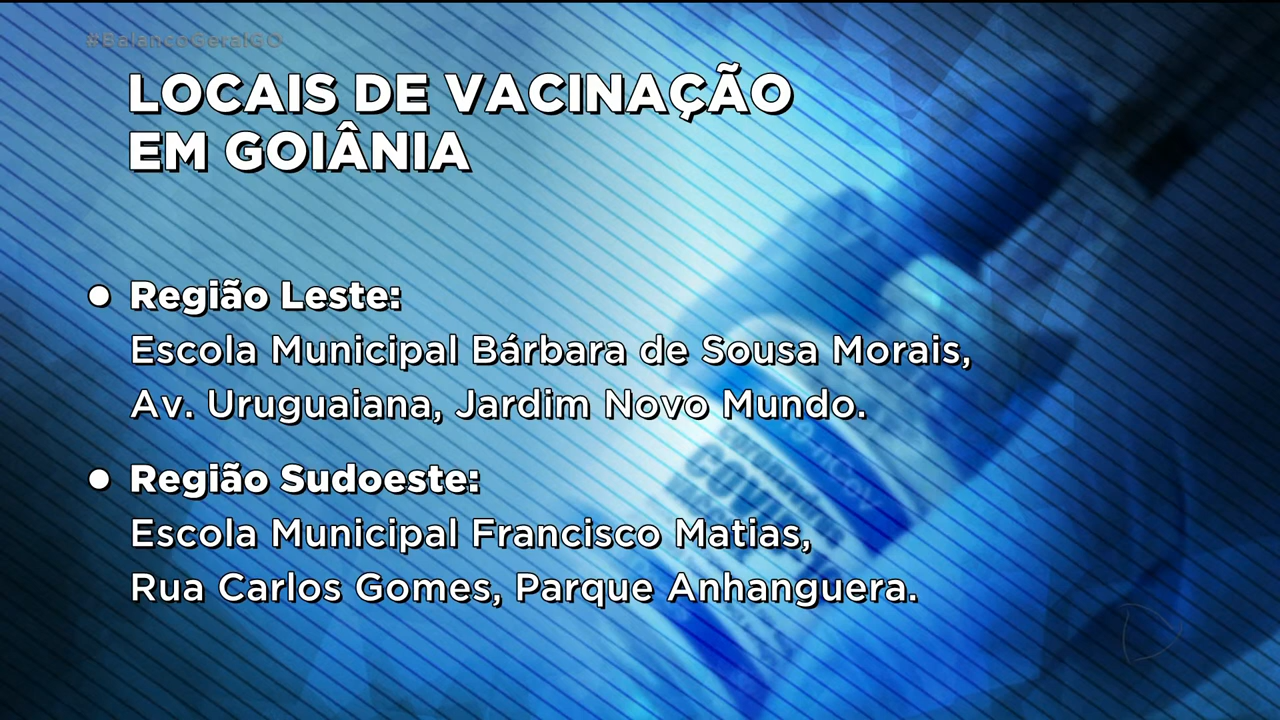 #BalancoGeralGO
LOCAIS DE VACINAÇÃO
EM GOIÂNIA
● Região Leste:
Escola Municipal Bárbara de Sousa Morais,
Av. Uruguaiana, Jardim Novo Mundo.
● Região Sudoeste:
Escola Municipal Francisco Matias,
Rua Carlos Gomes, Parque Anhanguera.